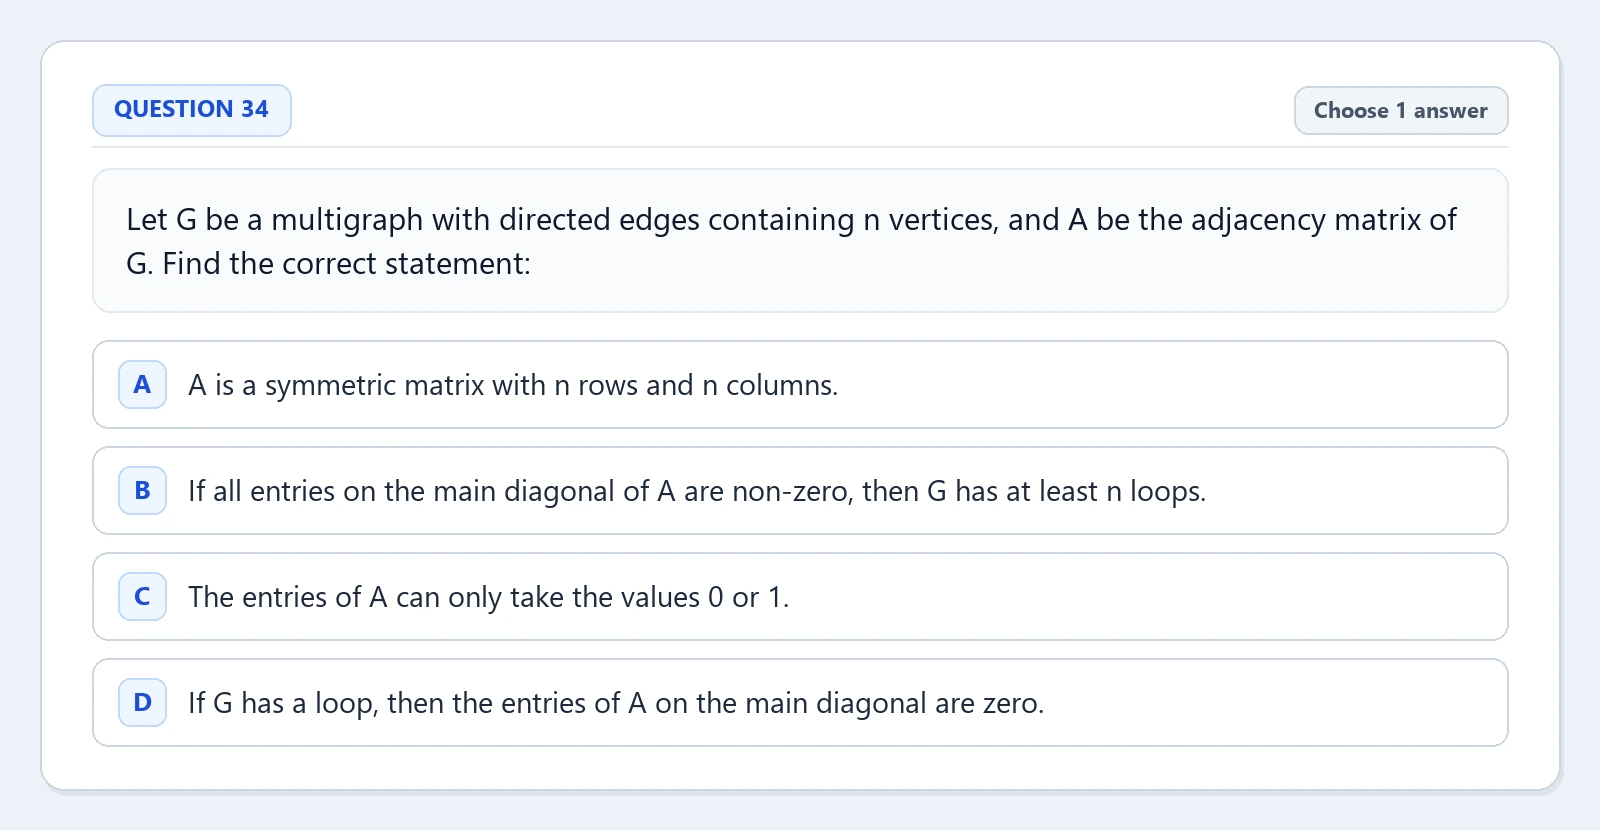 QUESTION 34
Choose 1 answer
Let G be a multigraph with directed edges containing n vertices, and A be the adjacency matrix of
G. Find the correct statement:
A A is a symmetric matrix with n rows and n columns.
B If all entries on the main diagonal of A are non-zero, then G has at least n loops.
C The entries of A can only take the values 0 or 1.
D If G has a loop, then the entries of A on the main diagonal are zero.